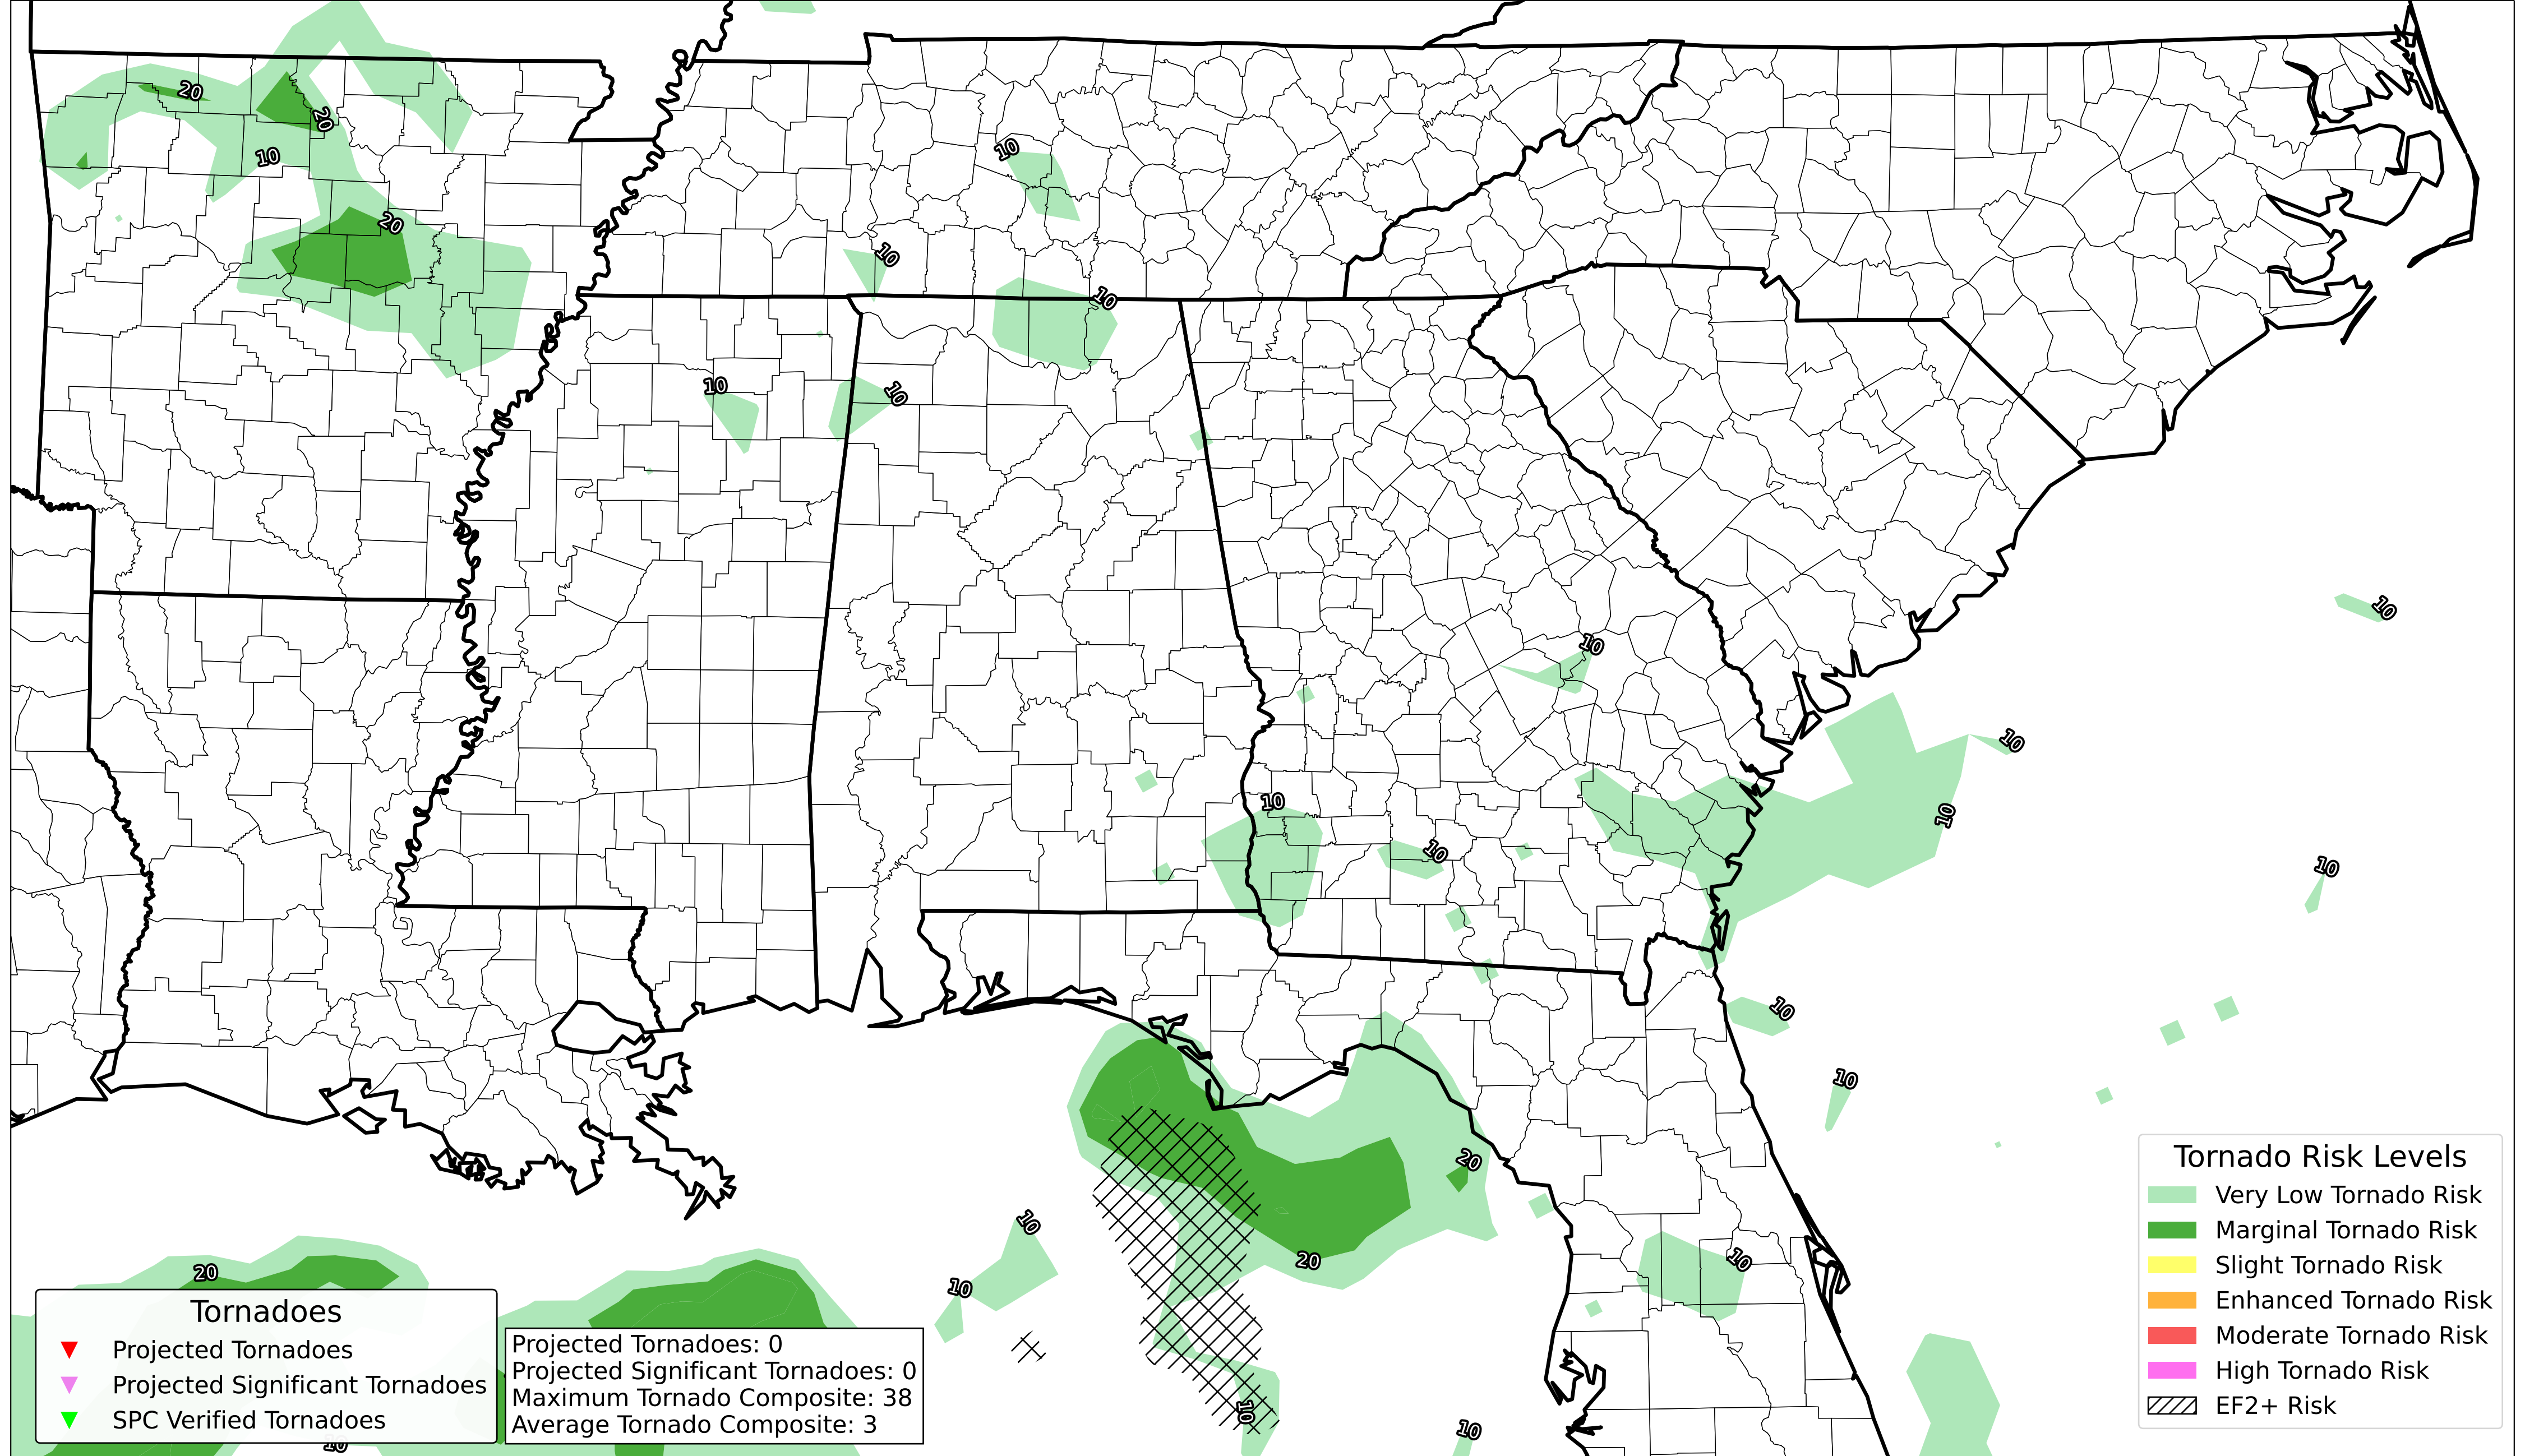 20
20
10
20
10
10
10
10
10
10
10
10
10
10
10
10
10
10
20
10
20
10
10
20
10
10
10
10
Tornado Risk Levels
Very Low Tornado Risk
Marginal Tornado Risk
Slight Tornado Risk
Enhanced Tornado Risk
Moderate Tornado Risk
High Tornado Risk
EF2+ Risk
Tornadoes
Projected Tornadoes
Projected Significant Tornadoes
SPC Verified Tornadoes
Projected Tornadoes: 0
Projected Significant Tornadoes: 0
Maximum Tornado Composite: 38
Average Tornado Composite: 3